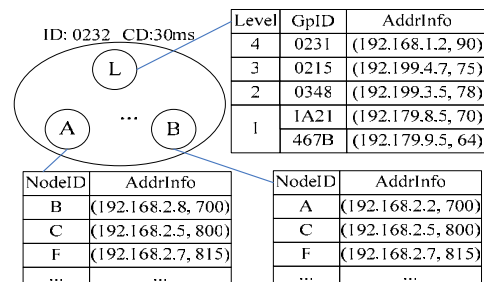 ID: 0232 CD:30ms
Level GpID AddrInfo
4 0231 (192.168.1.2, 90)
3 0215 (192.199.4.7, 75)
2 0348 (192.199.3.5, 78)
1 1A21 (192.179.8.5, 70)
467B (192.179.9.5, 64)
L
A ... B
NodeID AddrInfo
B (192.168.2.8, 700)
C (192.168.2.5, 800)
F (192.168.2.7, 815)
... ...
NodeID AddrInfo
A (192.168.2.2, 700)
C (192.168.2.5, 800)
F (192.168.2.7, 815)
... ...